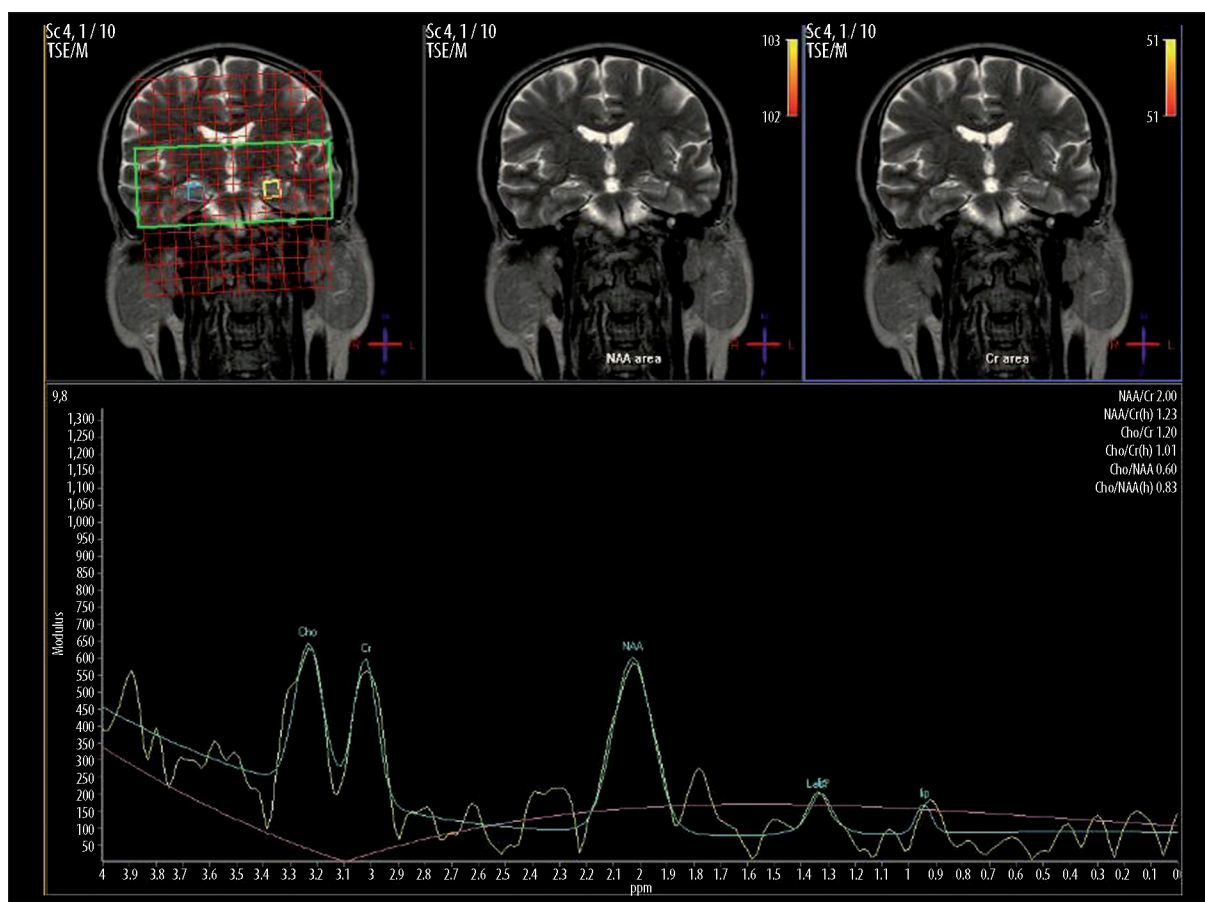 Sc 4, 1 / 10
TSE/M
Sc 4, 1 / 10
TSE/M
103
102
Sc 4, 1 / 10
TSE/M
51
51
R L
NAA area
L
Cr area
R L
9,8
NAA/Cr 2.00
NAA/Cr(h) 1.23
Cho/Cr 1.20
Cho/Cr(h) 1.01
Cho/NAA 0.60
Cho/NAA(h) 0.83
1,300
1,250
1,200
1,150
1,100
1,050
1,000
950
900
850
800
750
700
650
600
550
500
450
400
350
300
250
200
150
100
50
Modulus
Cho
Cr
NAA
lp
4 3.9 3.8 3.7 3.6 3.5 3.4 3.3 3.2 3.1 3 2.9 2.8 2.7 2.6 2.5 2.4 2.3 2.2 2.1 2 1.9 1.8 1.7 1.6 1.5 1.4 1.3 1.2 1.1 1 0.9 0.8 0.7 0.6 0.5 0.4 0.3 0.2 0.1 0
ppm